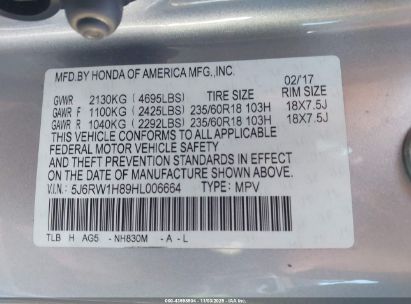 MFD.BY HONDA OF AMERICA MFG.,INC.
02/17
GVWR 2130KG (4695LBS) TIRE SIZE RIM SIZE
GAWR F 1100KG (2425LBS) 235/60R18 103H 18X7.5J
GAWR R 1040KG (2292LBS) 235/60R18 103H 18X7.5J
THIS VEHICLE CONFORMS TO ALL APPLICABLE
FEDERAL MOTOR VEHICLE SAFETY
AND THEFT PREVENTION STANDARDS IN EFFECT
ON THE DATE OF MANUFACTURE SHOWN ABOVE.
V.I.N.: 5J6RW1H89HL006664 TYPE: MPV
TLB H AG5 - NH830M - A - L